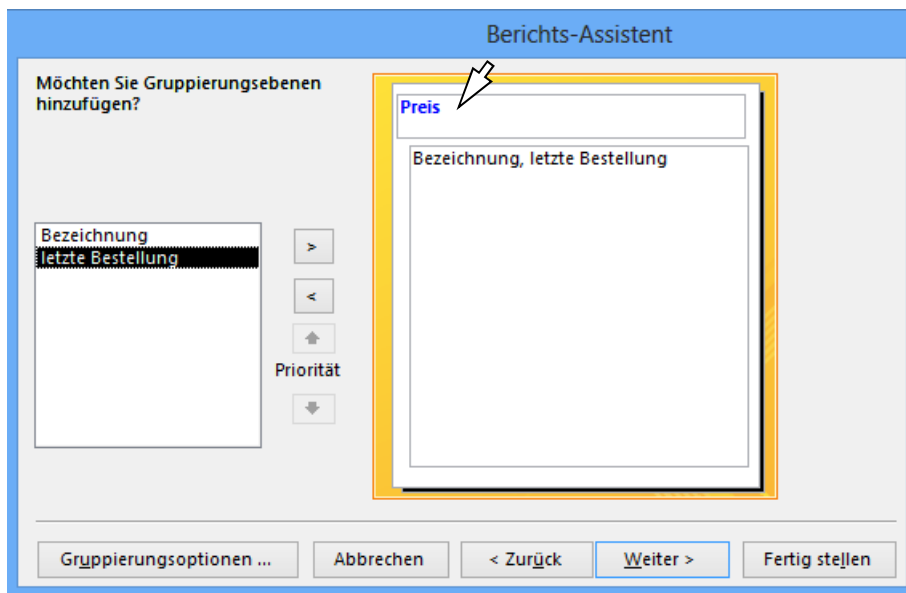 Berichts-Assistent
Möchten Sie Gruppierungsebenen
hinzufügen?
Preis
Bezeichnung, letzte Bestellung
Bezeichnung
letzte Bestellung
>
<
Priorität
Gruppierungsoptionen ...
Abbrechen
< Zurück
Weiter >
Fertig stellen